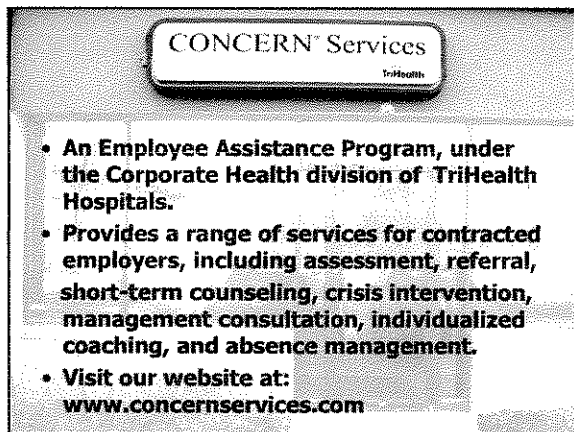 CONCERN™ Services
TriHealth
• An Employee Assistance Program, under
the Corporate Health division of TriHealth
Hospitals.
• Provides a range of services for contracted
employers, including assessment, referral,
short-term counseling, crisis intervention,
management consultation, individualized
coaching, and absence management.
• Visit our website at:
www.concernservices.com